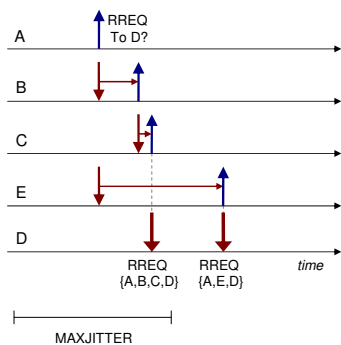 A
RREQ
To D?
B
C
E
D
RREQ
{A,B,C,D}
RREQ
{A,E,D}
time
MAXJITTER